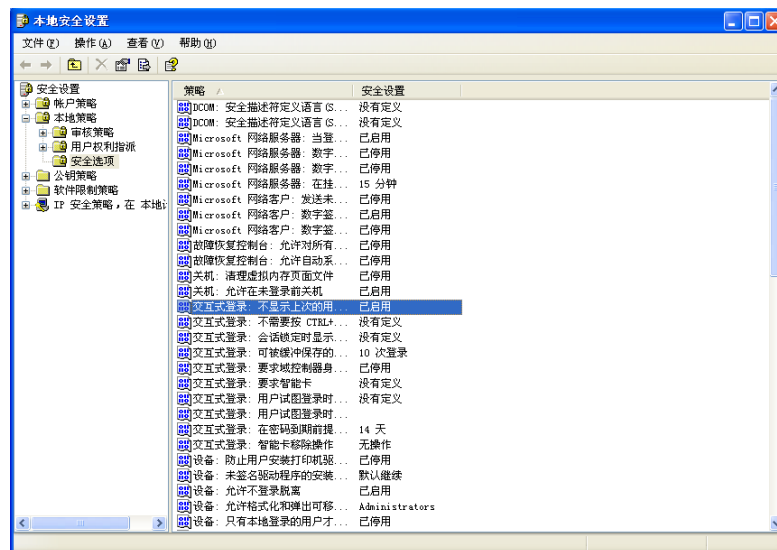 本地安全设置
文件(F) 操作(A) 查看(V) 帮助(H)
安全设置
帐户策略
本地策略
审核策略
用户权利指派
安全选项
公钥策略
软件限制策略
IP 安全策略，在 本地计
策略 安全设置
DCOM: 安全描述符定义语言(S... 没有定义
DCOM: 安全描述符定义语言(S... 没有定义
Microsoft 网络服务器: 当登... 已启用
Microsoft 网络服务器: 数字... 已停用
Microsoft 网络服务器: 数字... 已停用
Microsoft 网络服务器: 在挂... 15 分钟
Microsoft 网络客户: 发送未... 已停用
Microsoft 网络客户: 数字签... 已启用
Microsoft 网络客户: 数字签... 已停用
故障恢复控制台: 允许对所有... 已停用
故障恢复控制台: 允许自动系... 已停用
关机: 清理虚拟内存页面文件 已停用
关机: 允许在未登录前关机 已启用
交互式登录: 不显示上次的用... 已启用
交互式登录: 不需要按 CTRL+... 没有定义
交互式登录: 会话锁定时显示... 没有定义
交互式登录: 可被缓冲保存的... 10 次登录
交互式登录: 要求域控制器身... 已停用
交互式登录: 要求智能卡 没有定义
交互式登录: 用户试图登录时... 没有定义
交互式登录: 用户试图登录时...
交互式登录: 在密码到期前提... 14 天
交互式登录: 智能卡移除操作 无操作
设备: 防止用户安装打印机驱... 已停用
设备: 未签名驱动程序的安装... 默认继续
设备: 允许不登录脱离 已启用
设备: 允许格式化和弹出可移... Administrators
设备: 只有本地登录的用户才... 已停用